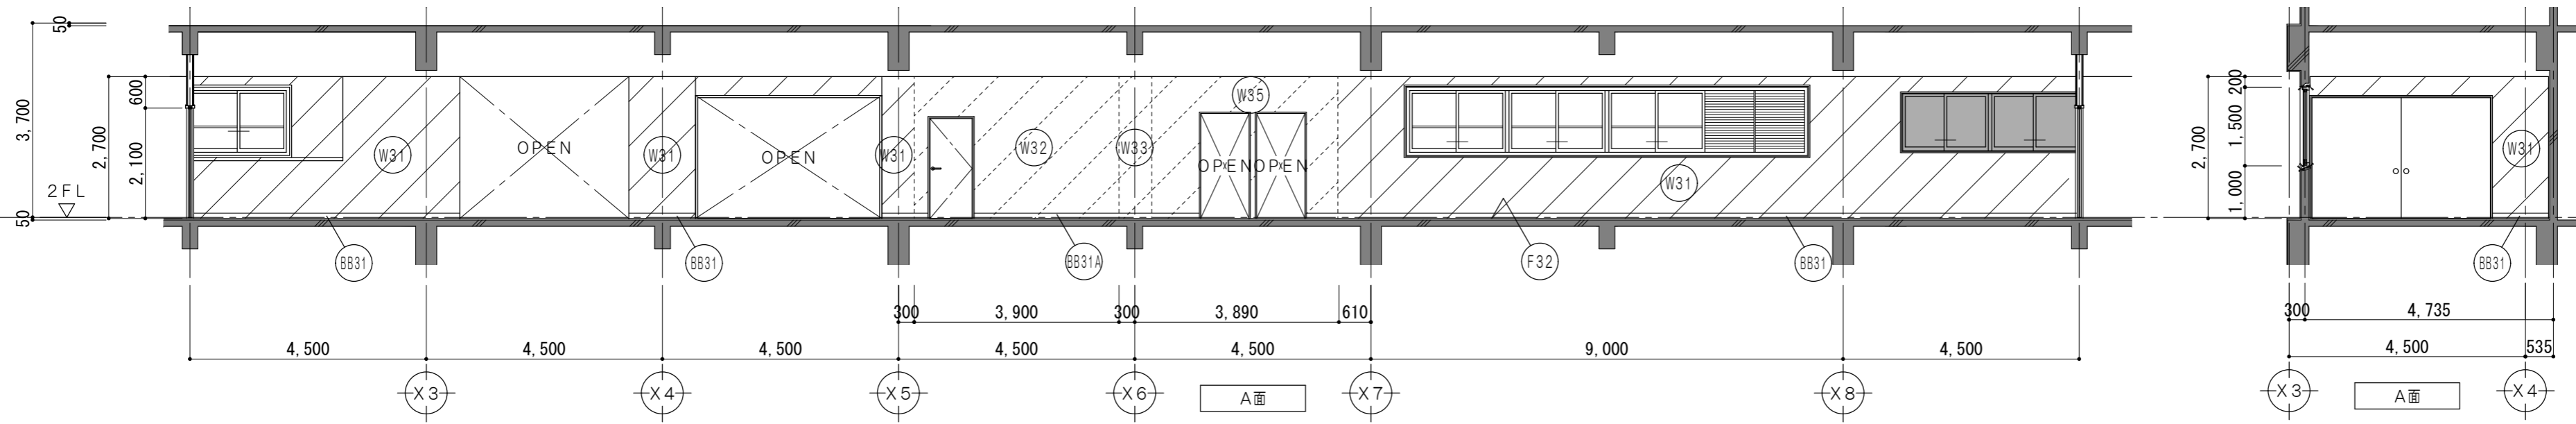 50
3,700
2,700
600
2,100
2FL
50
W31
OPEN
W31
OPEN
W31
W32
W33
W35
OPEN
OPEN
W31
BB31
BB31
BB31A
F32
BB31
300
3,900
300
3,890
610
4,500
4,500
4,500
4,500
4,500
9,000
4,500
X3
X4
X5
X6
A面
X7
X8
2,700
200
1,500
1,000
W31
BB31
300
4,735
4,500
535
X3
A面
X4